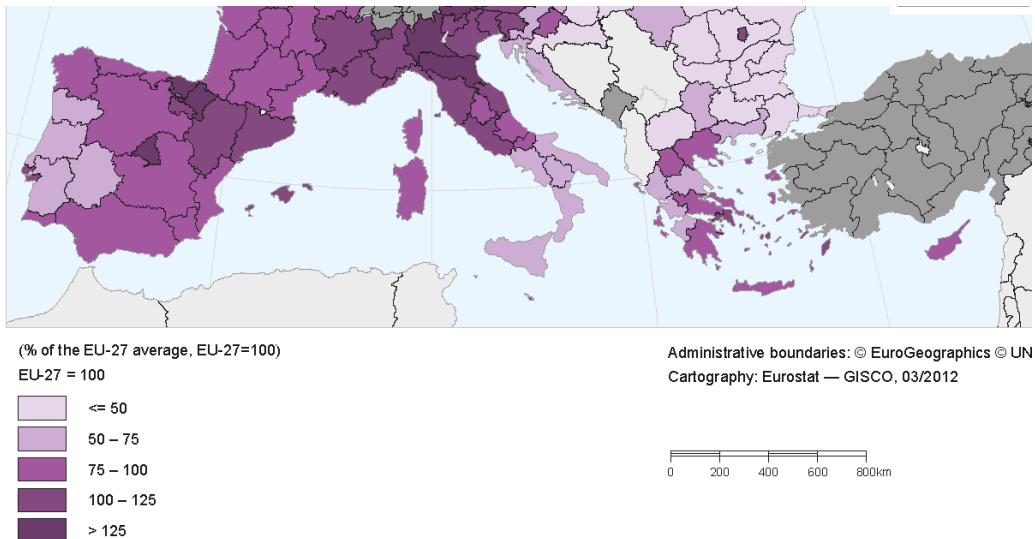 (% of the EU-27 average, EU-27=100)
EU-27 = 100
<= 50
50 – 75
75 – 100
100 – 125
> 125
Administrative boundaries: © EuroGeographics © UN
Cartography: Eurostat — GISCO, 03/2012
0 200 400 600 800km